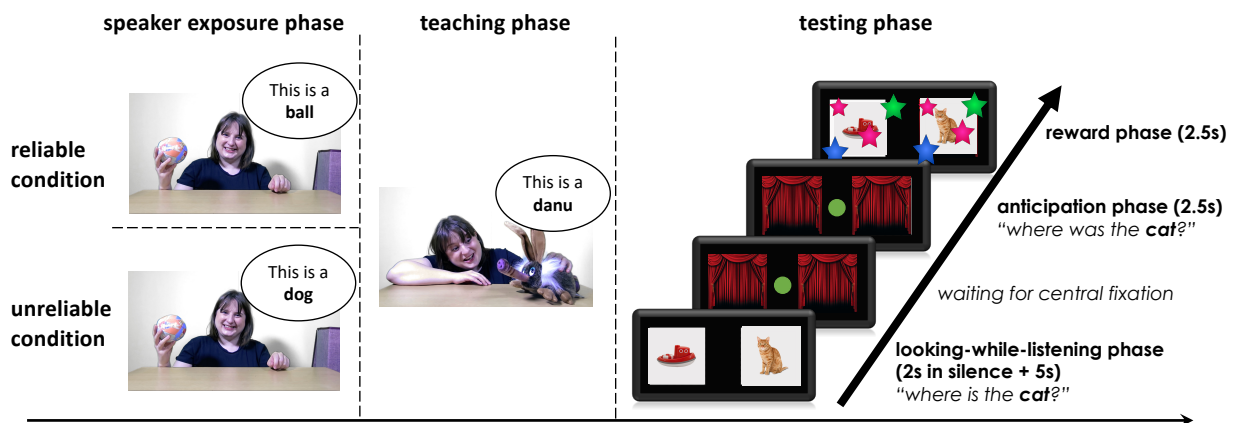 speaker exposure phase
teaching phase
testing phase
reliable
condition
This is a
ball
unreliable
condition
This is a
dog
This is a
danu
reward phase (2.5s)
anticipation phase (2.5s)
“where was the cat?”
waiting for central fixation
looking-while-listening phase
(2s in silence + 5s)
“where is the cat?”